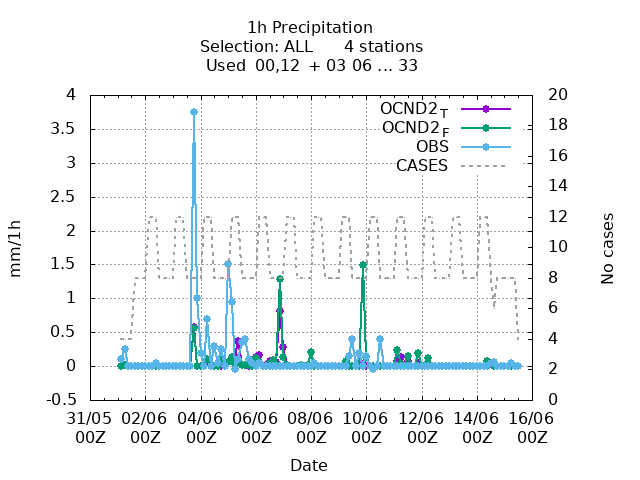 1h Precipitation
Selection: ALL 4 stations
Used 00,12 + 03 06 ... 33
4 20
3.5 18
3 16
2.5 14
2 12
1.5 10
1 8
0.5 6
0 4
-0.5 2
0
mm/1h
No cases
OCND2T
OCND2F
OBS
CASES
31/05 02/06 04/06 06/06 08/06 10/06 12/06 14/06 16/06
00Z 00Z 00Z 00Z 00Z 00Z 00Z 00Z 00Z
Date